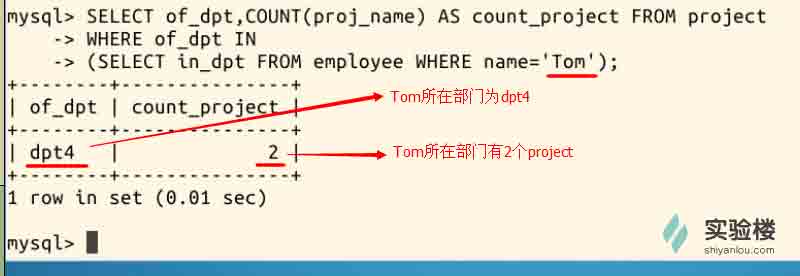 mysql> SELECT of_dpt,COUNT(proj_name) AS count_project FROM project
    -> WHERE of_dpt IN
    -> (SELECT in_dpt FROM employee WHERE name='Tom');
+--------+---------------+
| of_dpt | count_project |
+--------+---------------+
| dpt4   |             2 |
+--------+---------------+
1 row in set (0.01 sec)
mysql>
Tom所在部门为dpt4
Tom所在部门有2个project
实验楼
shiyanlou.com